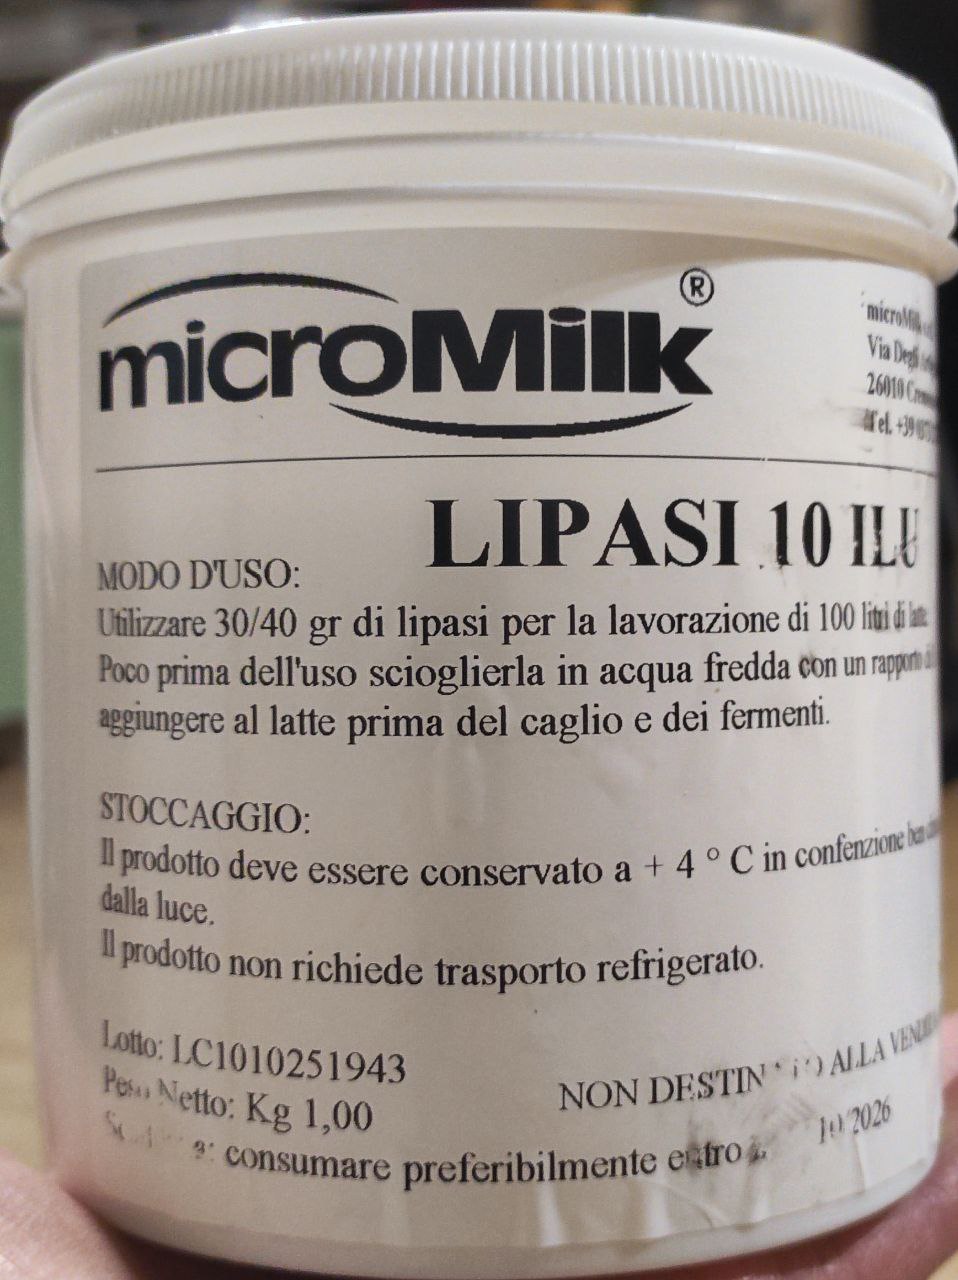 microMilk®
microMilk
Via Degli
26010
Tel. +39
LIPASI 10 ILU
MODO D'USO:
Utilizzare 30/40 gr di lipasi per la lavorazione di 100 litri di latte
Poco prima dell'uso scioglierla in acqua fredda con un rapporto
aggiungere al latte prima del caglio e dei fermenti.
STOCCAGGIO:
Il prodotto deve essere conservato a + 4 ° C in confenzione ben
dalla luce.
Il prodotto non richiede trasporto refrigerato.
Lotto: LC1010251943
Peso Netto: Kg 1,00
NON DESTINATO ALLA
consumare preferibilmente entro 10/2026